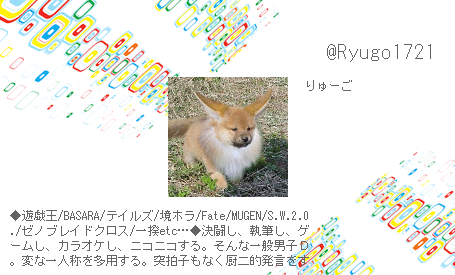 @Ryugo1721
りゅーご
◆遊戯王/BASARA/テイルズ/境ホラ/Fate/MUGEN/S.W.2.0
./ゼノブレイドクロス/一揆etc…◆決闘し、執筆し、ゲ
ームし、カラオケし、ニコニコする。そんな一般男子D
。変な一人称を多用する。突拍子もなく厨二的発言をす